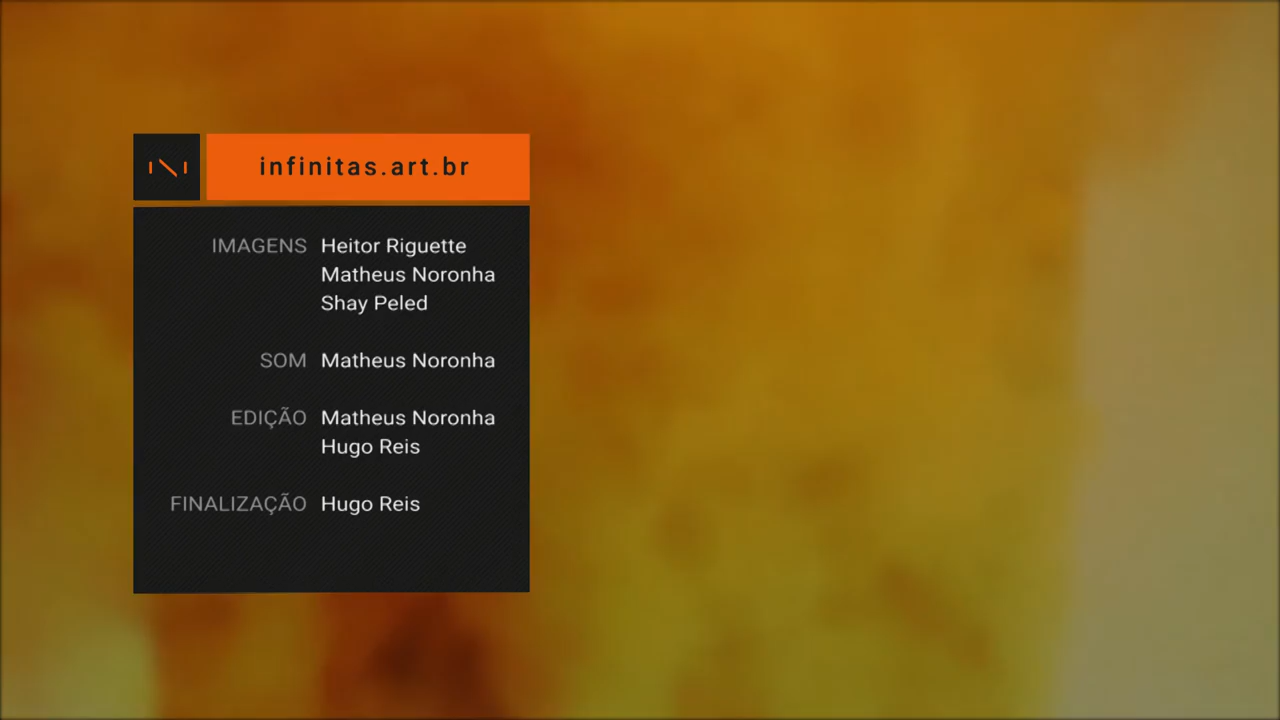 infinitas.art.br
IMAGENS Heitor Riguette
Matheus Noronha
Shay Peled
SOM Matheus Noronha
EDIÇÃO Matheus Noronha
Hugo Reis
FINALIZAÇÃO Hugo Reis